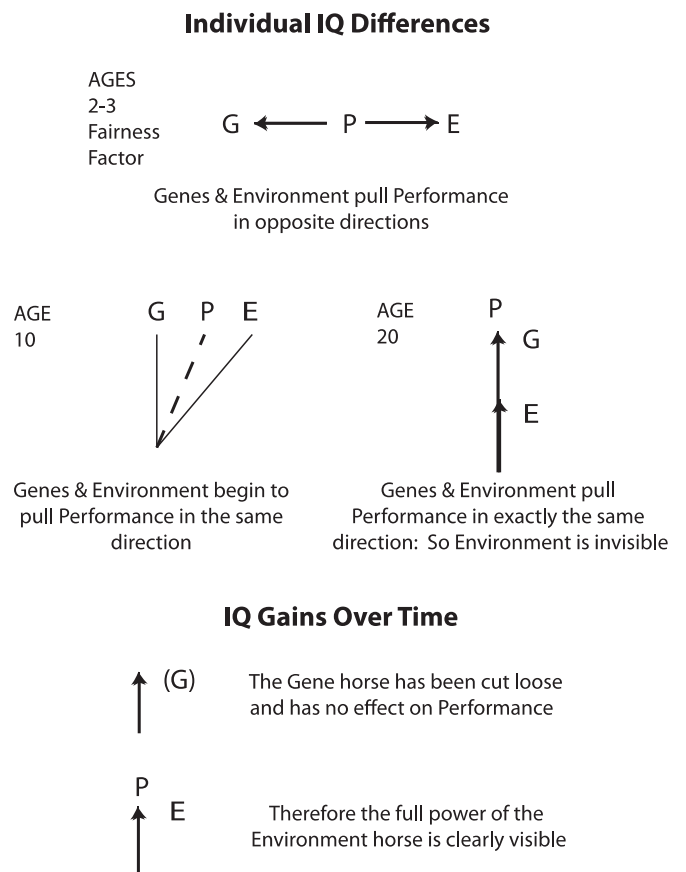 Individual IQ Differences
AGES
2-3
Fairness
Factor
G P E
Genes & Environment pull Performance
in opposite directions
AGE
10
G P E
Genes & Environment begin to
pull Performance in the same
direction
AGE
20
P
G
E
Genes & Environment pull
Performance in exactly the same
direction: So Environment is invisible
IQ Gains Over Time
(G)
The Gene horse has been cut loose
and has no effect on Performance
P
E
Therefore the full power of the
Environment horse is clearly visible